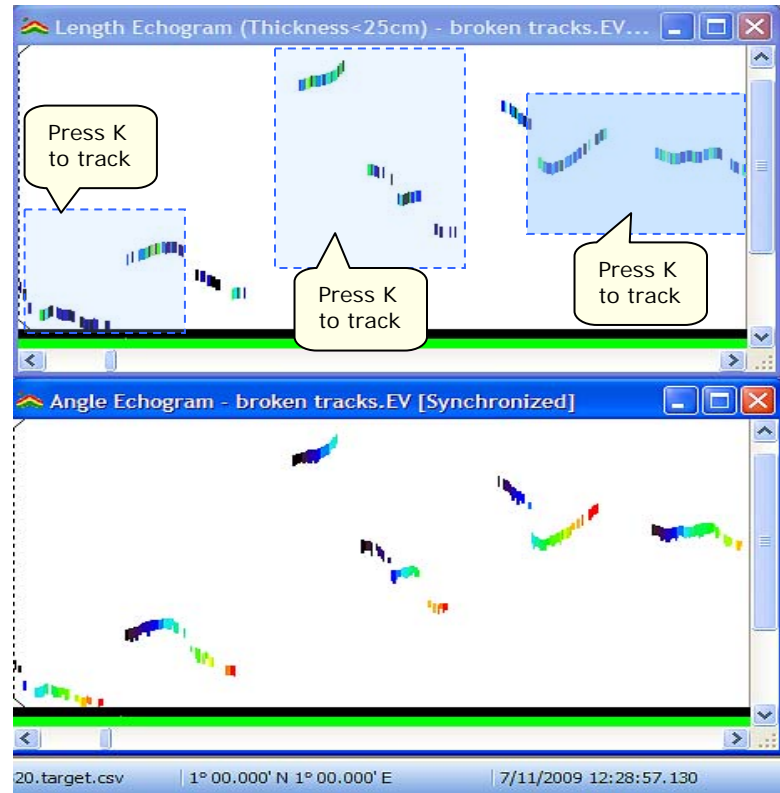 Length Echogram (Thickness<25cm) - broken tracks.EV...
Press K
to track
Press K
to track
Press K
to track
Angle Echogram - broken tracks.EV [Synchronized]
20.target.csv
1° 00.000' N 1° 00.000' E
7/11/2009 12:28:57.130